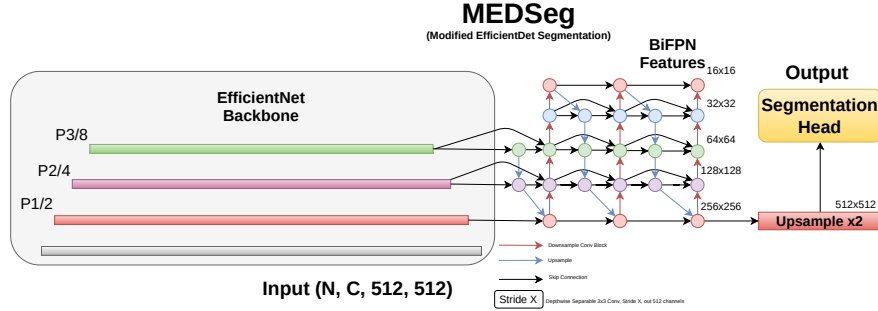 MEDSeg
(Modified EfficientDet Segmentation)
BiFPN
Features
16x16
32x32
64x64
128x128
256x256
EfficientNet
Backbone
P3/8
P2/4
P1/2
Input (N, C, 512, 512)
Output
Segmentation
Head
512x512
Upsample x2
Downsample Conv Block
Upsample
Skip Connection
Stride X
Depthwise Separable 3x3 Conv, Stride X, out 512 channels